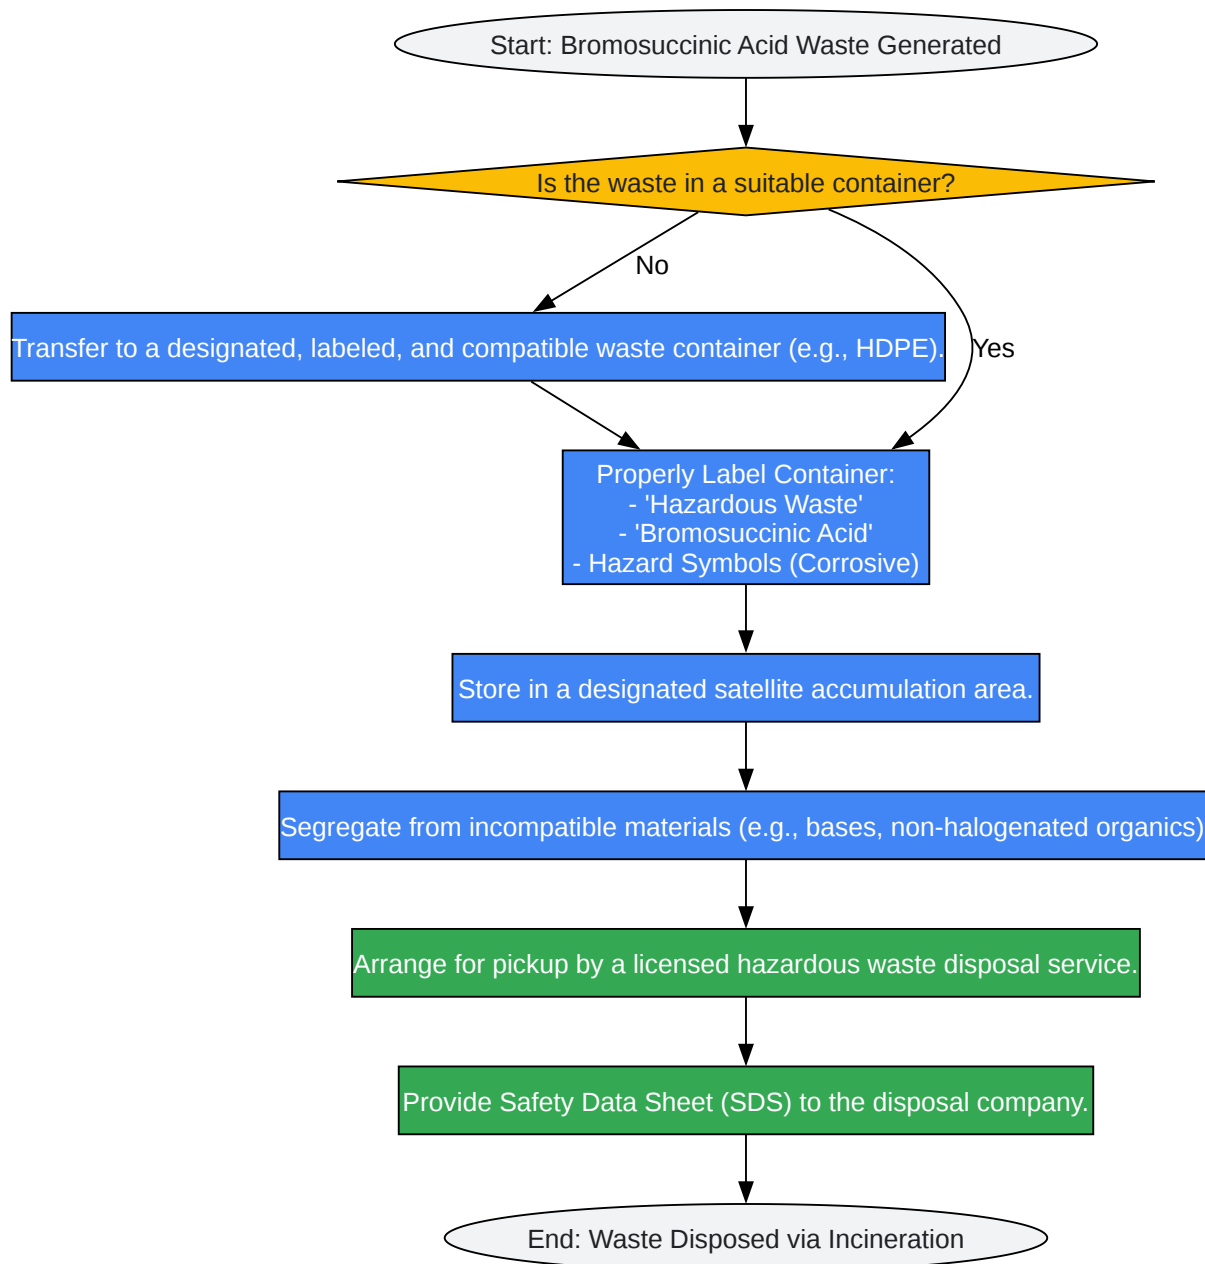 Start: Bromosuccinic Acid Waste Generated
Is the waste in a suitable container?
No
Transfer to a designated, labeled, and compatible waste container (e.g., HDPE).
Yes
Properly Label Container:
- 'Hazardous Waste'
- 'Bromosuccinic Acid'
- Hazard Symbols (Corrosive)
Store in a designated satellite accumulation area.
Segregate from incompatible materials (e.g., bases, non-halogenated organics)
Arrange for pickup by a licensed hazardous waste disposal service.
Provide Safety Data Sheet (SDS) to the disposal company.
End: Waste Disposed via Incineration